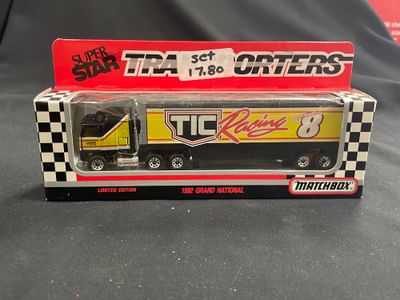 SUPER
STAR
TRANSPORTERS
set
17.80
TIC Racing 8
LIMITED EDITION
1992 GRAND NATIONAL
MATCHBOX